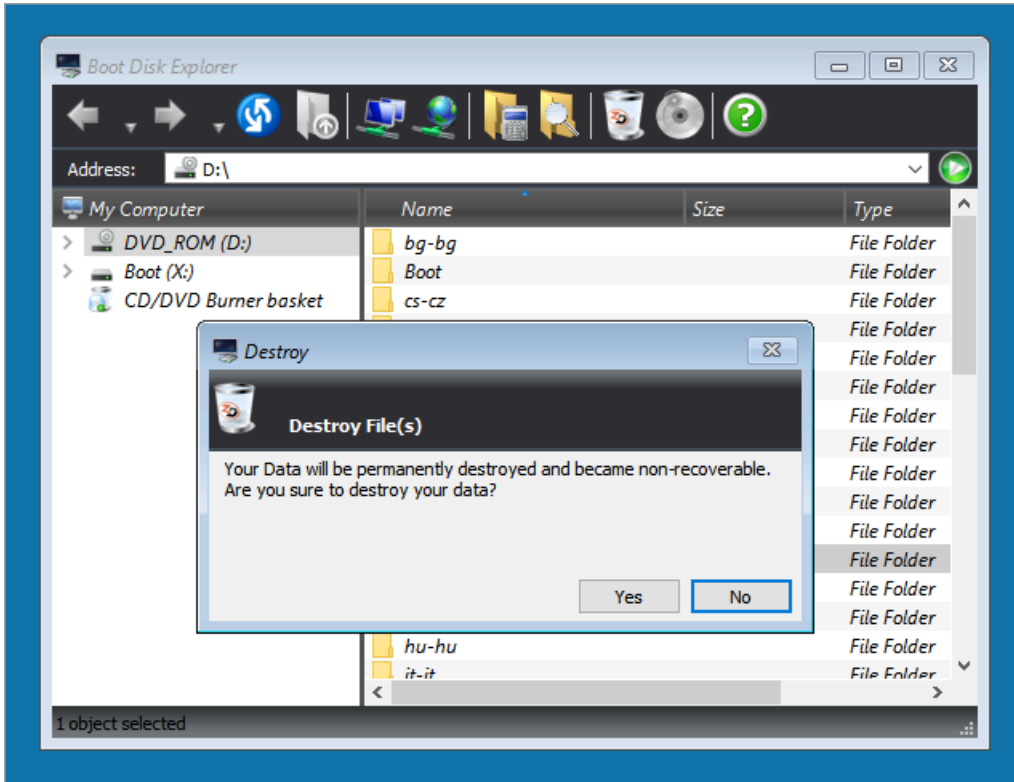 Boot Disk Explorer
Address: D:\
My Computer
Name Size Type
DVD_ROM (D:)
Boot (X:)
CD/DVD Burner basket
bg-bg File Folder
Boot File Folder
cs-cz File Folder
File Folder
File Folder
File Folder
File Folder
File Folder
File Folder
File Folder
File Folder
File Folder
File Folder
File Folder
hu-hu File Folder
it-it File Folder
Destroy
Destroy File(s)
Your Data will be permanently destroyed and became non-recoverable.
Are you sure to destroy your data?
Yes No
1 object selected